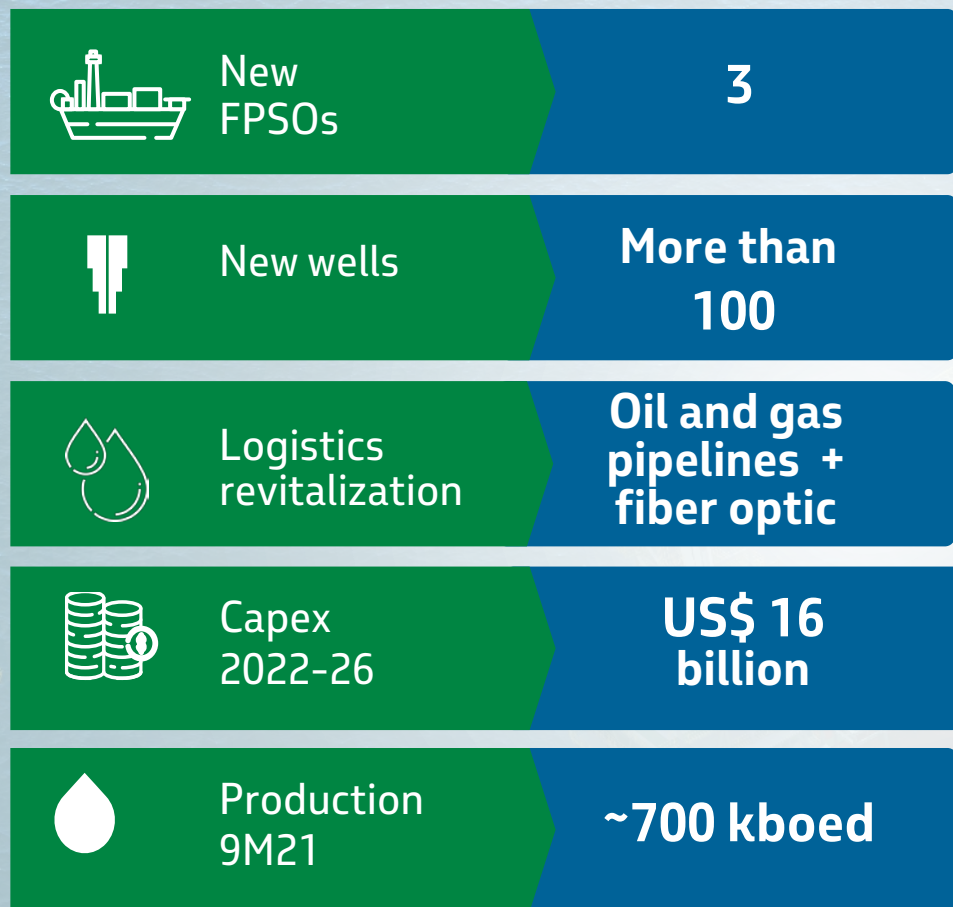 New
FPSOs
3
New wells
More than
100
Logistics
revitalization
Oil and gas
pipelines +
fiber optic
Capex
2022-26
US$ 16
billion
Production
9M21
~700 kboed